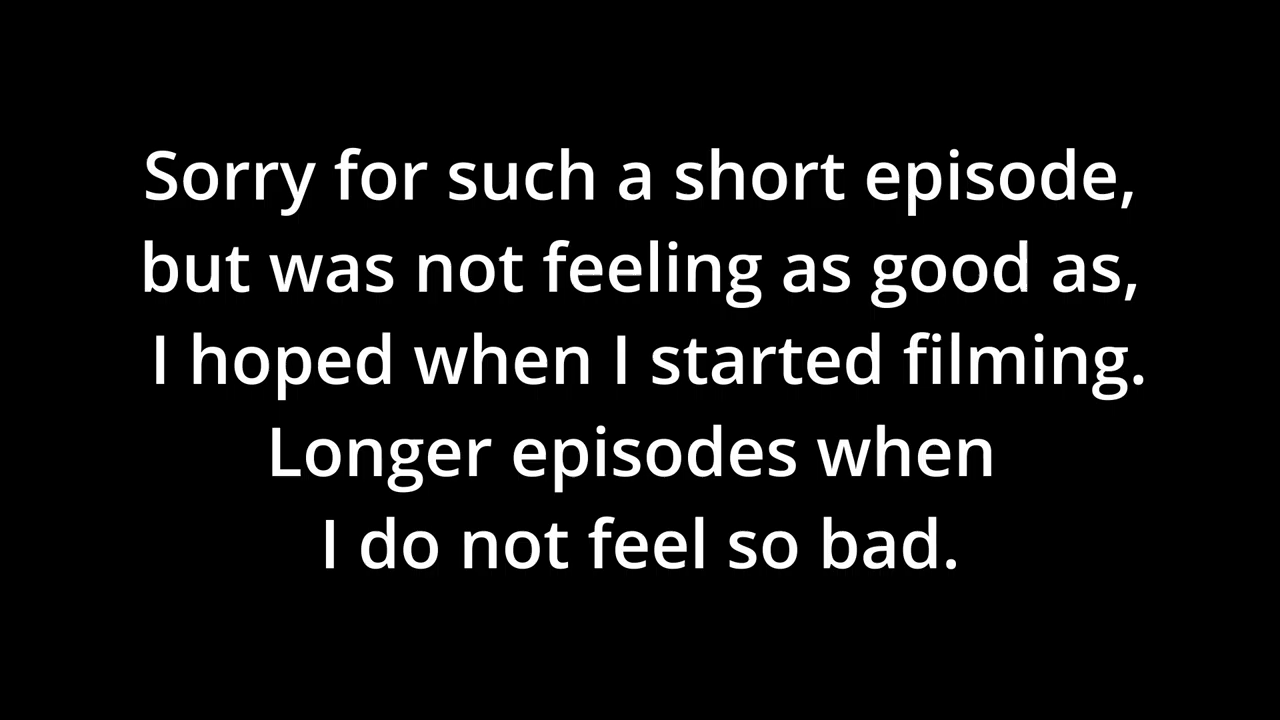 Sorry for such a short episode,
but was not feeling as good as,
I hoped when I started filming.
Longer episodes when
I do not feel so bad.